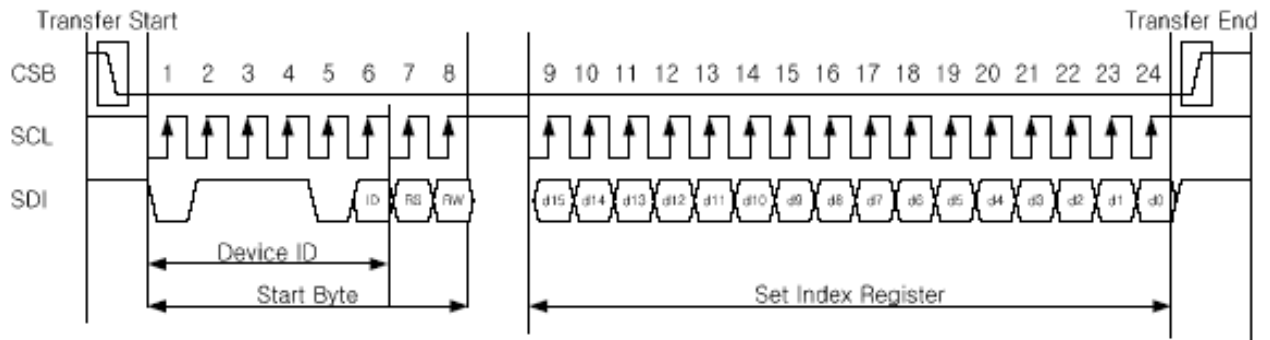 Transfer Start Transfer End
CSB 1 2 3 4 5 6 7 8 9 10 11 12 13 14 15 16 17 18 19 20 21 22 23 24
SCL
SDI ID RS RW d15 d14 d13 d12 d11 d10 d9 d8 d7 d6 d5 d4 d3 d2 d1 d0
Device ID
Start Byte Set Index Register